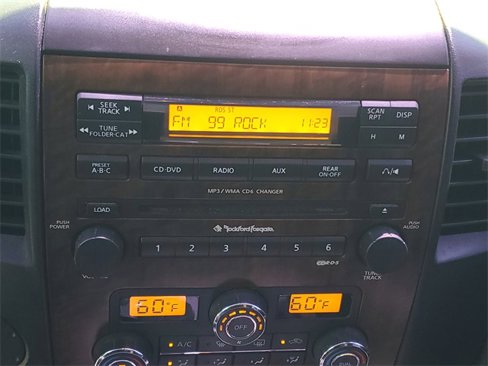 SEEK TRACK
TUNE FOLDER·CAT
A RDS ST
FM 99 ROCK 11:23
SCAN RPT DISP
H M
PRESET A·B·C
CD·DVD RADIO AUX REAR ON·OFF
MP3/WMA CD6 CHANGER
LOAD
PUSH POWER
Rockford Fosgate
PUSH AUDIO
1 2 3 4 5 6
R·D·S
TUNE TRACK
60°F 60°F
OFF
A/C
DUAL